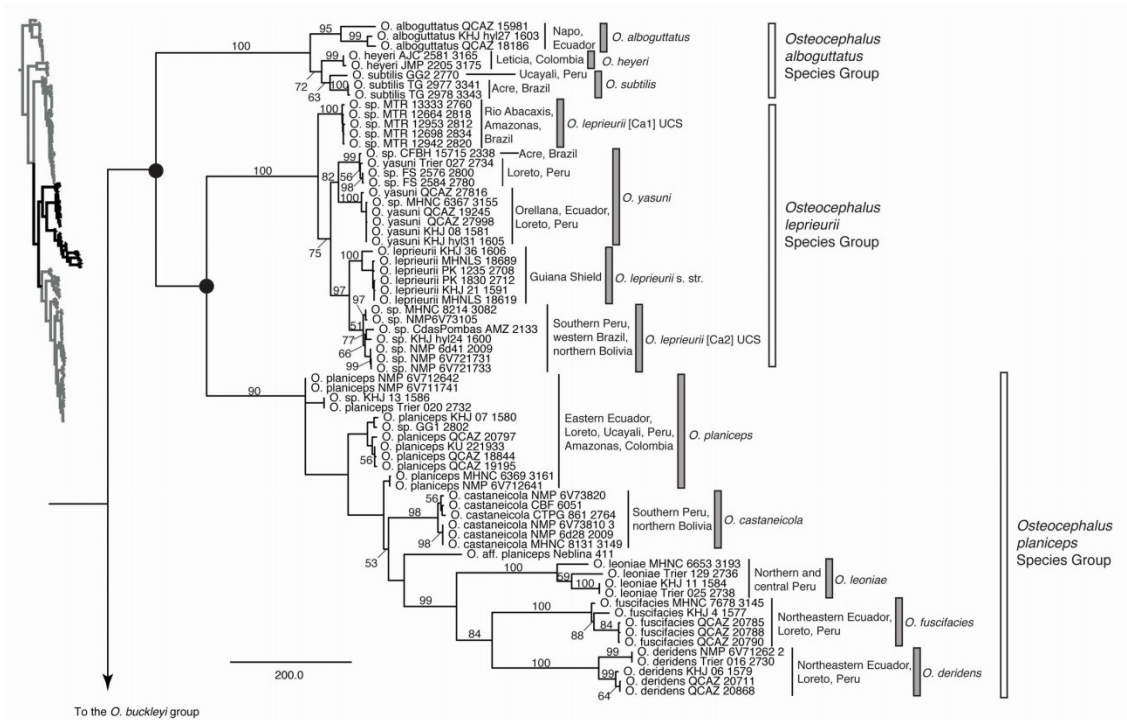 O. alboguttatus QCAZ 15981
95
99 O. alboguttatus KHJ hyl27 1603
O. alboguttatus QCAZ 18186
Napo,
Ecuador
O. alboguttatus
100
99 O. heyeri AJC 2581 3165
O. heyeri JMP 2205 3175
Leticia, Colombia
O. heyeri
72
O. subtilis GG2 2770
Ucayali, Peru
63
100 O. subtilis TG 2977 3341
O. subtilis TG 2978 3343
Acre, Brazil
O. subtilis
Osteocephalus
alboguttatus
Species Group
100 O. sp. MTR 13333 2760
O. sp. MTR 12664 2818
O. sp. MTR 12953 2812
O. sp. MTR 12698 2834
O. sp. MTR 12942 2820
Rio Abacaxis,
Amazonas,
Brazil
O. leprieurii [Ca1] UCS
100
82
99 O. sp. CFBH 15715 2338
Acre, Brazil
O. yasuni Trier 027 2734
56 O. sp. FS 2576 2800
98 O. sp. FS 2584 2780
Loreto, Peru
100 O. yasuni QCAZ 27816
O. sp. MHNC 6367 3155
O. yasuni QCAZ 19245
O. yasuni QCAZ 27998
O. yasuni KHJ 08 1581
O. yasuni KHJ hyl31 1605
Orellana, Ecuador,
Loreto, Peru
O. yasuni
75
100 O. leprieurii KHJ 36 1606
O. leprieurii MHNLS 18689
O. leprieurii PK 1235 2708
O. leprieurii PK 1830 2712
O. leprieurii KHJ 21 1591
O. leprieurii MHNLS 18619
Guiana Shield
O. leprieurii s. str.
97
97 O. sp. MHNC 8214 3082
O. sp. NMP6V73105
51 O. sp. CdasPombas AMZ 2133
77 O. sp. KHJ hyl24 1600
66 O. sp. NMP 6d41 2009
O. sp. NMP 6V721731
99 O. sp. NMP 6V721733
Southern Peru,
western Brazil,
northern Bolivia
O. leprieurii [Ca2] UCS
Osteocephalus
leprieurii
Species Group
90
O. planiceps NMP 6V712642
O. planiceps NMP 6V711741
O. sp. KHJ 13 1586
O. planiceps Trier 020 2732
O. planiceps KHJ 07 1580
O. sp. GG1 2802
O. planiceps QCAZ 20797
O. planiceps KU 221933
56 O. planiceps QCAZ 18844
O. planiceps QCAZ 19195
O. planiceps MHNC 6369 3161
O. planiceps NMP 6V712641
Eastern Ecuador,
Loreto, Ucayali, Peru,
Amazonas, Colombia
O. planiceps
56 O. castaneicola NMP 6V73820
O. castaneicola CBF 6051
98 O. castaneicola CTPG 861 2764
O. castaneicola NMP 6V73810 3
98 O. castaneicola NMP 6d28 2009
O. castaneicola MHNC 8131 3149
Southern Peru,
northern Bolivia
O. castaneicola
53
O. aff. planiceps Neblina 411
99
100 O. leoniae MHNC 6653 3193
59 O. leoniae Trier 129 2736
100 O. leoniae KHJ 11 1584
O. leoniae Trier 025 2738
Northern and
central Peru
O. leoniae
84
100 O. fuscifacies MHNC 7678 3145
O. fuscifacies KHJ 4 1577
88 84 O. fuscifacies QCAZ 20785
O. fuscifacies QCAZ 20788
O. fuscifacies QCAZ 20790
Northeastern Ecuador,
Loreto, Peru
O. fuscifacies
100
99 O. deridens NMP 6V71262 2
O. deridens Trier 016 2730
99 O. deridens KHJ 06 1579
O. deridens QCAZ 20711
64 O. deridens QCAZ 20868
Northeastern Ecuador,
Loreto, Peru
O. deridens
Osteocephalus
planiceps
Species Group
200.0
To the O. buckleyi group